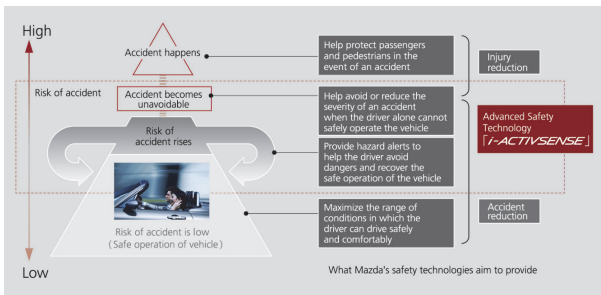 High
Accident happens
Help protect passengers
and pedestrians in the
event of an accident
Injury
reduction
Risk of accident
Accident becomes
unavoidable
Help avoid or reduce the
severity of an accident
when the driver alone cannot
safely operate the vehicle
Advanced Safety
Technology
「i-ACTIVSENSE」
Risk of
accident rises
Provide hazard alerts to
help the driver avoid
dangers and recover the
safe operation of the vehicle
Maximize the range of
conditions in which the
driver can drive safely
and comfortably
Accident
reduction
Risk of accident is low
(Safe operation of vehicle)
Low
What Mazda's safety technologies aim to provide